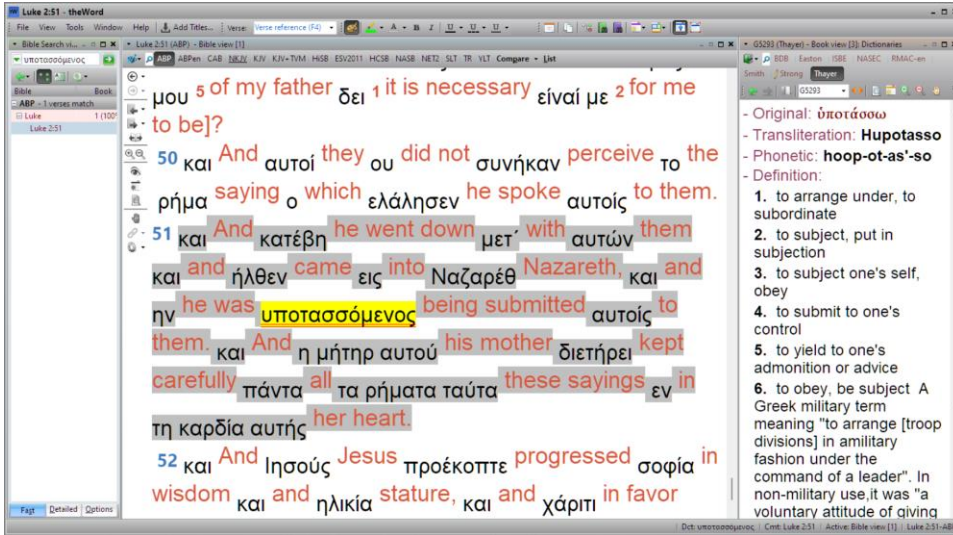 Luke 2:51 - theWord
File View Tools Window Help Add Titles... Verse: Verse reference (F4) A B I U U U
Bible Search vi...
υποτασσόμενος
Bible Book
ABP - 1 verses match
Luke 1 (100%
Luke 2:51
Fast Detailed Options
Luke 2:51 (ABP) - Bible view [1]
ABP ABPen CAB NKJV KJV KJV+TVM HiSB ESV2011 HCSB NASB NET2 SLT TR YLT Compare List
μου 5 of my father δει 1 it is necessary είναί με 2 for me
to be]?
50 και And αυτοί they ου did not συνήκαν perceive το the
ρήμα saying ο which ελάλησεν he spoke αυτοίς to them.
51 και And κατέβη he went down μετ΄ with αυτών them
και and ήλθεν came εις into Ναζαρέθ Nazareth, και and
ην he was υποτασσόμενος being submitted αυτοίς to
them. και And η μήτηρ αυτού his mother διετήρει kept
carefully πάντα all τα ρήματα ταύτα these sayings εν in
τη καρδία αυτής her heart.
52 και And Ιησούς Jesus προέκοπτε progressed σοφία in
wisdom και and ηλικία stature, και and χάριτι in favor
G5293 (Thayer) - Book view [3]: Dictionaries
BDB Easton ISBE NASEC RMAC-en
Smith Strong Thayer
G5293
- Original: ὑποτάσσω
- Transliteration: Hupotasso
- Phonetic: hoop-ot-as'-so
- Definition:
1. to arrange under, to
subordinate
2. to subject, put in
subjection
3. to subject one's self,
obey
4. to submit to one's
control
5. to yield to one's
admonition or advice
6. to obey, be subject A
Greek military term
meaning "to arrange [troop
divisions] in amilitary
fashion under the
command of a leader". In
non-military use,it was "a
voluntary attitude of giving
Dct: υποτασσόμενος Cmt: Luke 2:51 Active: Bible view [1] Luke 2:51-AB